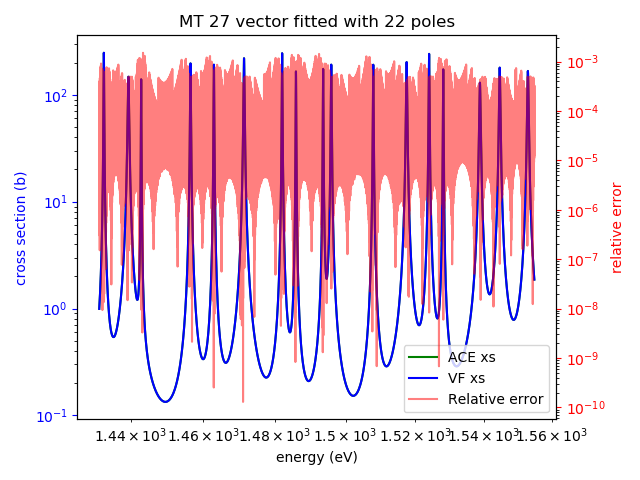 MT 27 vector fitted with 22 poles
cross section (b)
10²
10¹
10⁰
10⁻¹
10⁻³
10⁻⁴
10⁻⁵
10⁻⁶
10⁻⁷
10⁻⁸
10⁻⁹
10⁻¹⁰
relative error
ACE xs
VF xs
Relative error
1.44×10³ 1.46×10³ 1.48×10³ 1.5×10³ 1.52×10³ 1.54×10³ 1.56×10³
energy (eV)